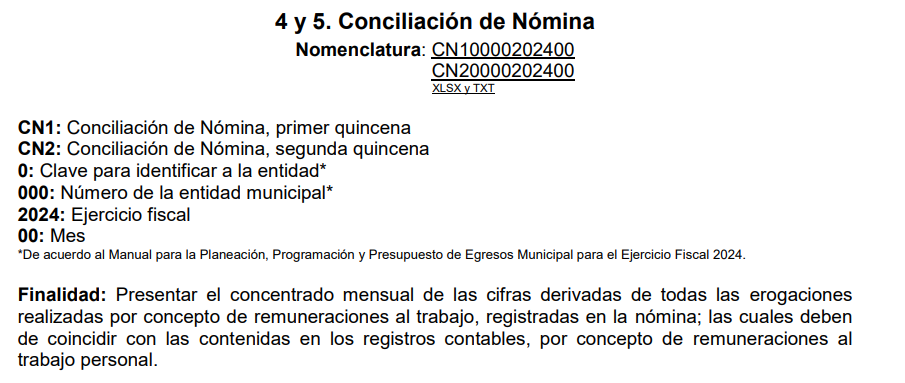 4 y 5. Conciliación de Nómina
Nomenclatura: CN10000202400
CN20000202400
XLSX y TXT
CN1: Conciliación de Nómina, primer quincena
CN2: Conciliación de Nómina, segunda quincena
0: Clave para identificar a la entidad*
000: Número de la entidad municipal*
2024: Ejercicio fiscal
00: Mes
*De acuerdo al Manual para la Planeación, Programación y Presupuesto de Egresos Municipal para el Ejercicio Fiscal 2024.
Finalidad: Presentar el concentrado mensual de las cifras derivadas de todas las erogaciones
realizadas por concepto de remuneraciones al trabajo, registradas en la nómina; las cuales deben
de coincidir con las contenidas en los registros contables, por concepto de remuneraciones al
trabajo personal.